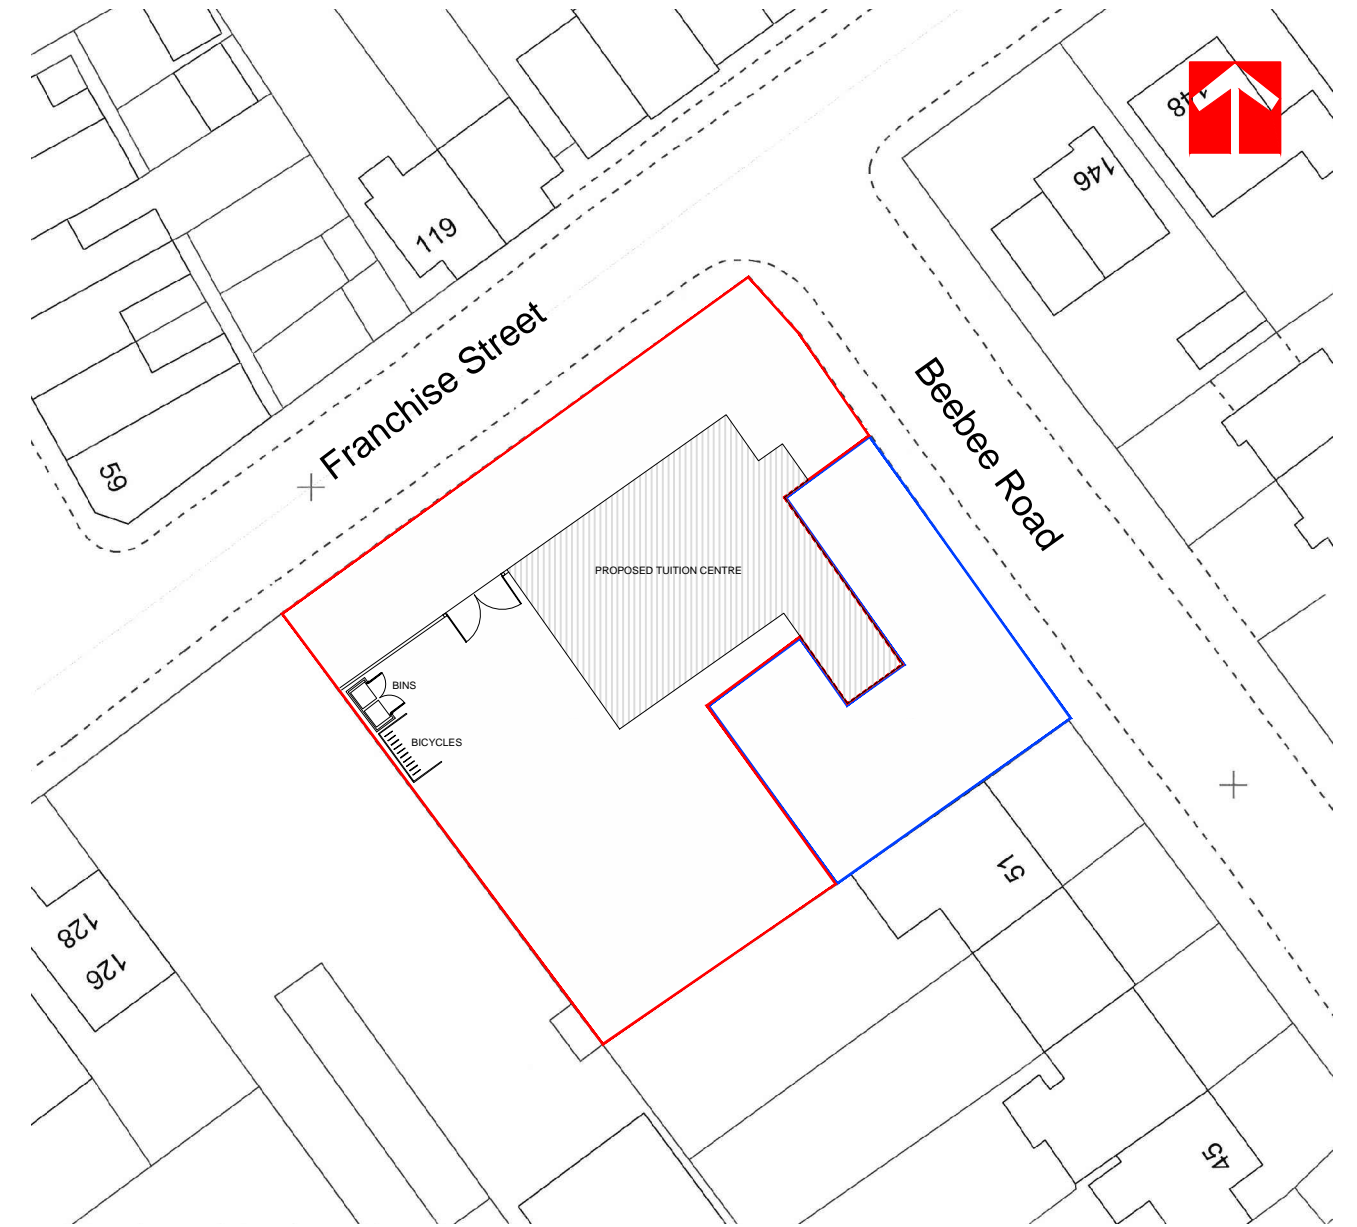 148
146
119
Franchise Street
Beebee Road
59
PROPOSED TUITION CENTRE
BINS
BICYCLES
51
128
126
45